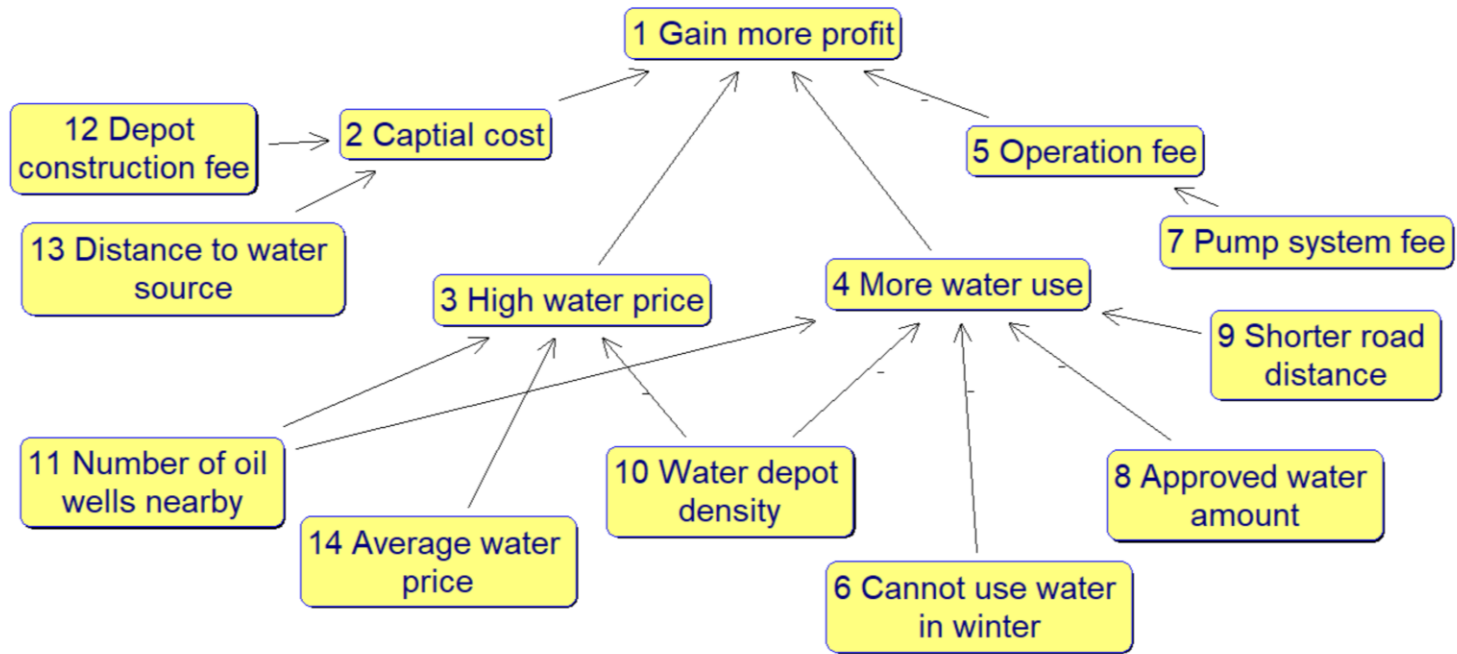 1 Gain more profit
12 Depot
construction fee
2 Captial cost
5 Operation fee
13 Distance to water
source
7 Pump system fee
3 High water price
4 More water use
9 Shorter road
distance
11 Number of oil
wells nearby
10 Water depot
density
8 Approved water
amount
14 Average water
price
6 Cannot use water
in winter
-
-
-
-
-